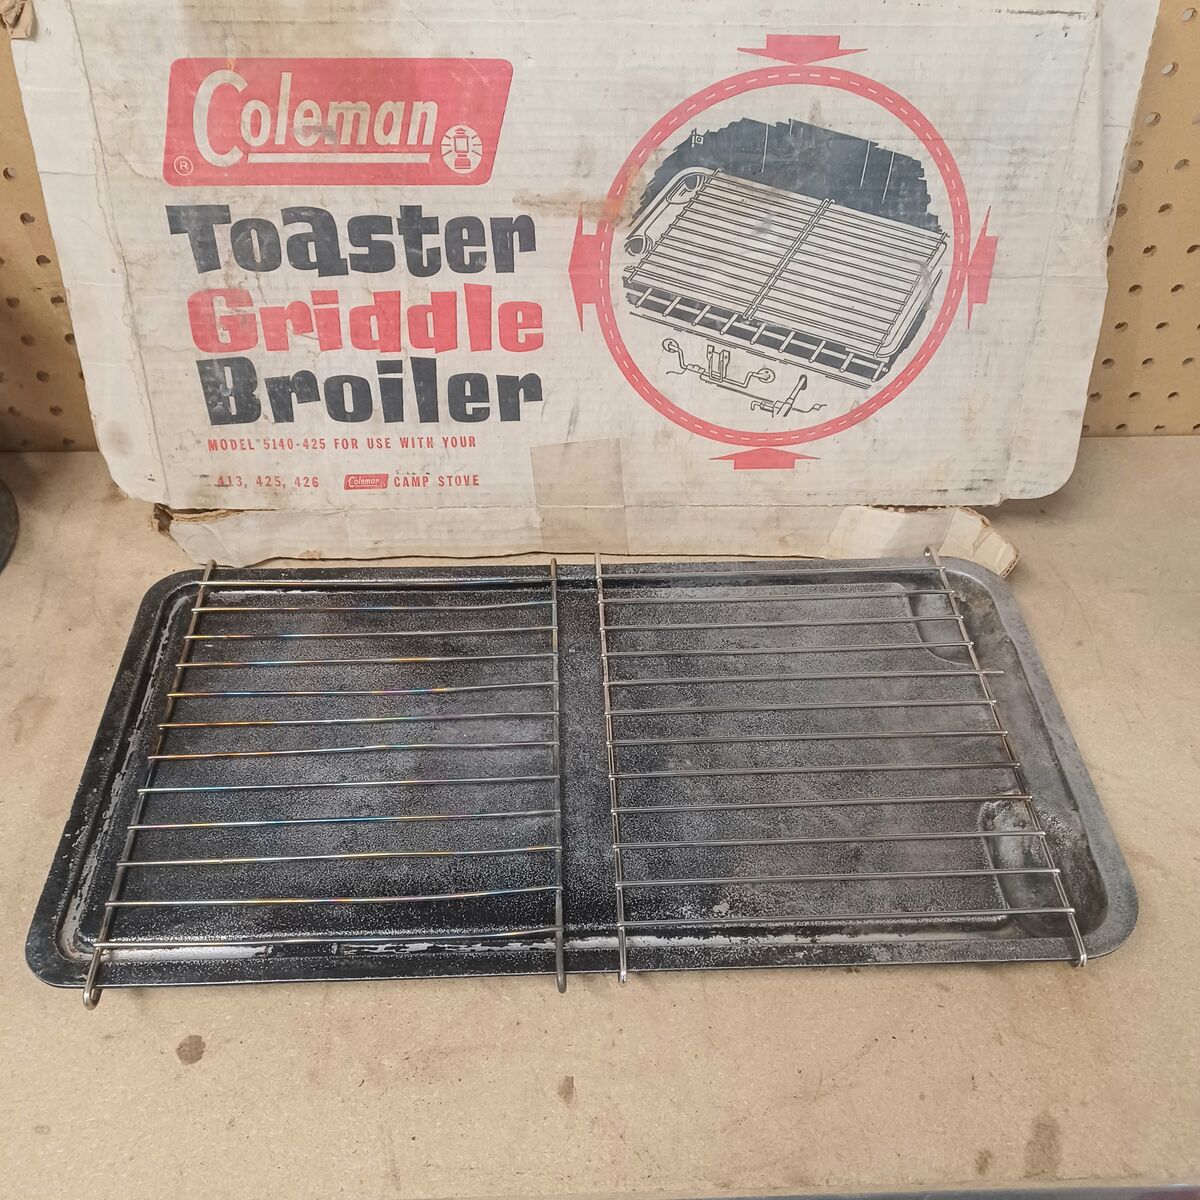 Coleman
®
Toaster
Griddle
Broiler
MODEL 5140-425 FOR USE WITH YOUR
413, 425, 426 Coleman CAMP STOVE